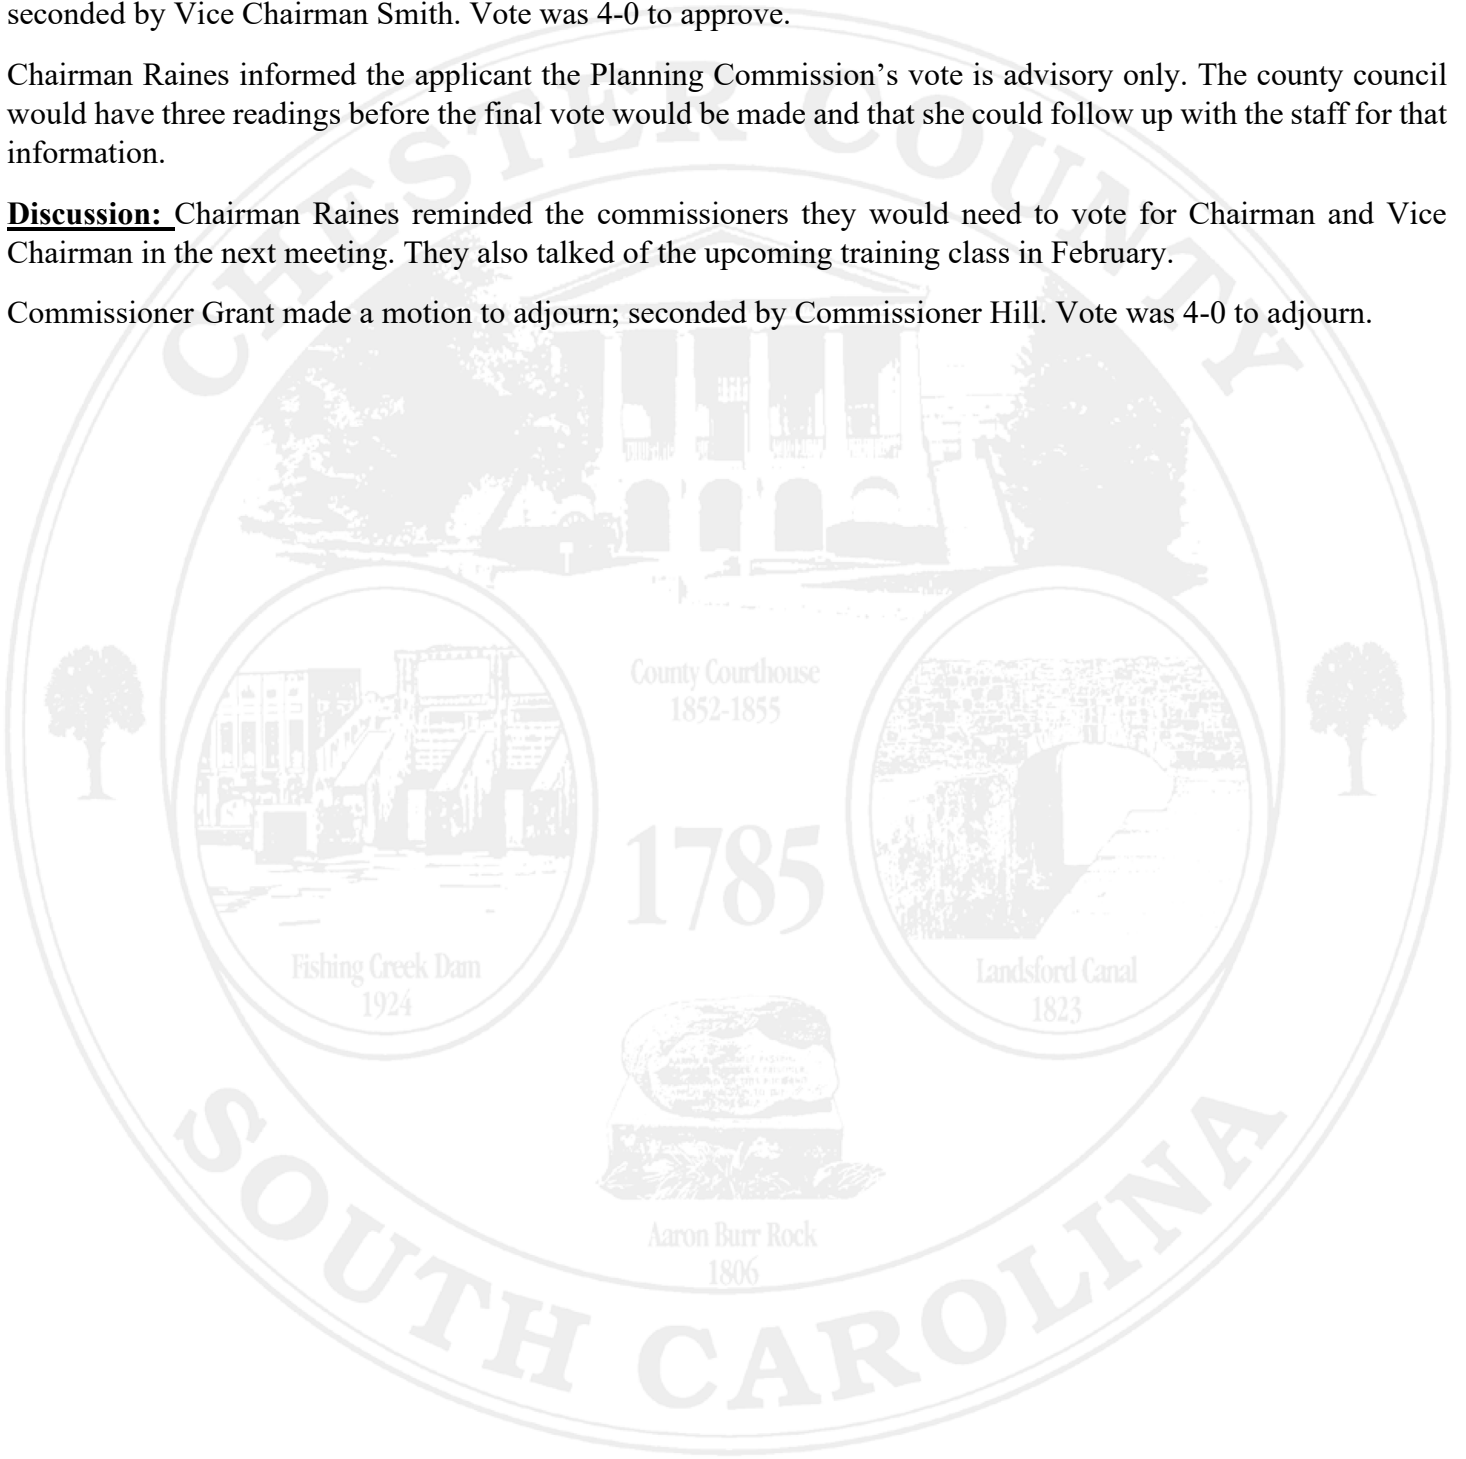 seconded by Vice Chairman Smith. Vote was 4-0 to approve.
Chairman Raines informed the applicant the Planning Commission’s vote is advisory only. The county council
would have three readings before the final vote would be made and that she could follow up with the staff for that
information.
Discussion: Chairman Raines reminded the commissioners they would need to vote for Chairman and Vice
Chairman in the next meeting. They also talked of the upcoming training class in February.
Commissioner Grant made a motion to adjourn; seconded by Commissioner Hill. Vote was 4-0 to adjourn.
CHESTER COUNTY
County Courthouse
1852-1855
1785
Fishing Creek Dam
1924
Landsford Canal
1823
Aaron Burr Rock
1806
SOUTH CAROLINA